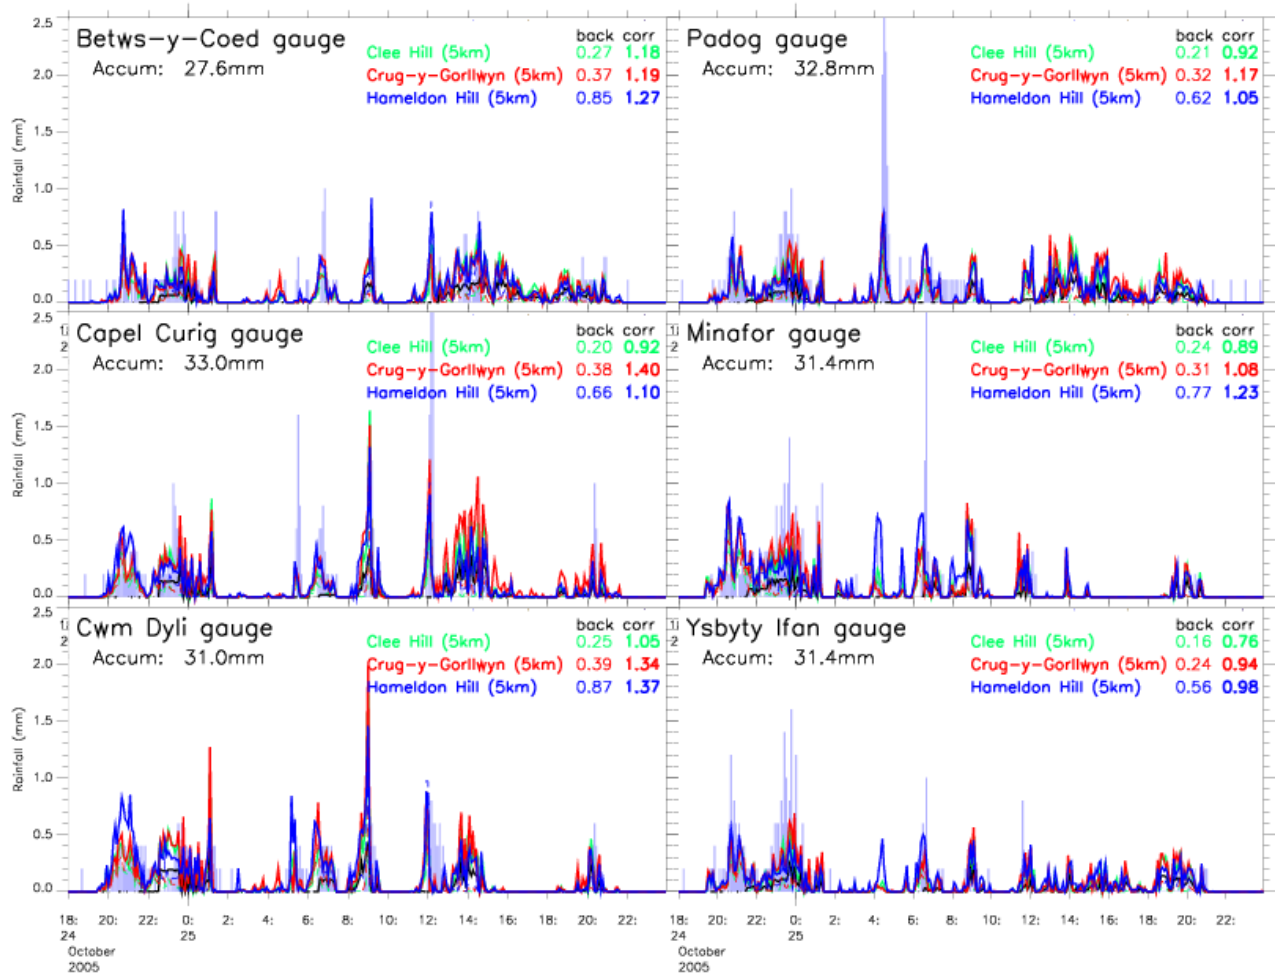 Betws-y-Coed gauge
Accum: 27.6mm
back corr
Clee Hill (5km) 0.27 1.18
Crug-y-Gorllwyn (5km) 0.37 1.19
Hameldon Hill (5km) 0.85 1.27
Rainfall (mm)
2.5
2.0
1.5
1.0
0.5
0.0
Padog gauge
Accum: 32.8mm
back corr
Clee Hill (5km) 0.21 0.92
Crug-y-Gorllwyn (5km) 0.32 1.17
Hameldon Hill (5km) 0.62 1.05
Capel Curig gauge
Accum: 33.0mm
back corr
Clee Hill (5km) 0.20 0.92
Crug-y-Gorllwyn (5km) 0.38 1.40
Hameldon Hill (5km) 0.66 1.10
Rainfall (mm)
2.5
2.0
1.5
1.0
0.5
0.0
Minafor gauge
Accum: 31.4mm
back corr
Clee Hill (5km) 0.24 0.89
Crug-y-Gorllwyn (5km) 0.31 1.08
Hameldon Hill (5km) 0.77 1.23
Cwm Dyli gauge
Accum: 31.0mm
back corr
Clee Hill (5km) 0.25 1.05
Crug-y-Gorllwyn (5km) 0.39 1.34
Hameldon Hill (5km) 0.87 1.37
Rainfall (mm)
2.5
2.0
1.5
1.0
0.5
0.0
Ysbyty Ifan gauge
Accum: 31.4mm
back corr
Clee Hill (5km) 0.16 0.76
Crug-y-Gorllwyn (5km) 0.24 0.94
Hameldon Hill (5km) 0.56 0.98
18: 20: 22: 0: 2: 4: 6: 8: 10: 12: 14: 16: 18: 20: 22:
24 25
October
2005
18: 20: 22: 0: 2: 4: 6: 8: 10: 12: 14: 16: 18: 20: 22:
24 25
October
2005